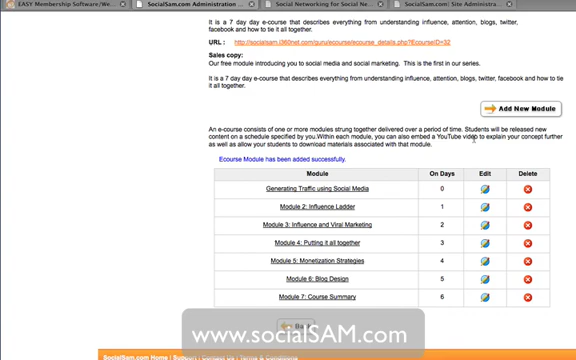 EASY Membership Software/We...
SocialSam.com Administration
Social Networking for Social Ne...
SocialSam.com| Site Administra...
It is a 7 day day e-course that describes everything from understanding influence, attention, blogs, twitter,
facebook and how to tie it all together.
URL : http://socialsam.i360net.com/guru/ecourse/ecourse_details.php?EcourseID=32
Sales copy:
Our free module introducing you to social media and social marketing. This is the first in our series.
It is a 7 day day e-course that describes everything from understanding influence, attention, blogs, twitter, facebook and how to tie
it all together.
Add New Module
An e-course consists of one or more modules strung together delivered over a period of time. Students will be released new
content on a schedule specified by you.Within each module, you can also embed a YouTube video to explain your concept further
as well as allow your students to download materials associated with that module.
Ecourse Module has been added successfully.
Module On Days Edit Delete
Generating Traffic using Social Media 0
Module 2: Influence Ladder 1
Module 3: Influence and Viral Marketing 2
Module 4: Putting it all together 3
Module 5: Monetization Strategies 4
Module 6: Blog Design 5
Module 7: Course Summary 6
Back
www.socialSAM.com
SocialSam.com Home | Support | Contact Us | Terms & Conditions